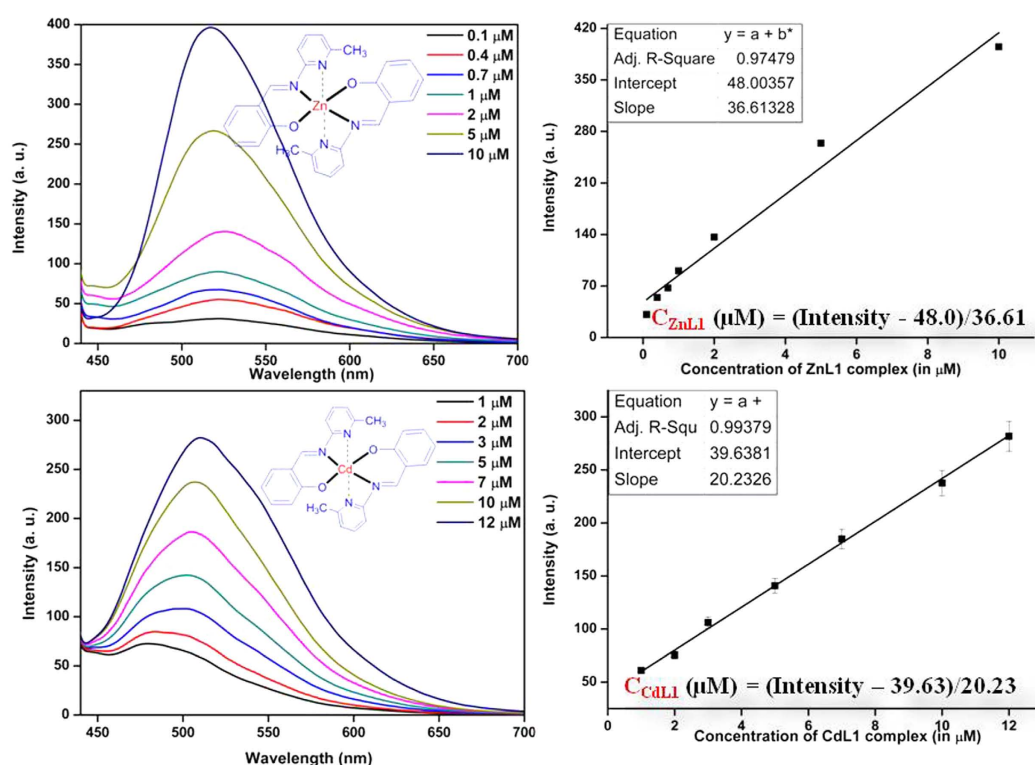 400
350
300
250
200
150
100
50
0
450
500
550
600
650
700
Intensity (a. u.)
Wavelength (nm)
0.1 µM
0.4 µM
0.7 µM
1 µM
2 µM
5 µM
10 µM
CH₃
N
N
O
Zn
O
N
N
H₃C
420
350
280
210
140
70
0
0
2
4
6
8
10
Intensity (a. u.)
Equation y = a + b*
Adj. R-Square 0.97479
Intercept 48.00357
Slope 36.61328
C ZnL1 (µM) = (Intensity - 48.0)/36.61
Concentration of ZnL1 complex (in µM)
300
250
200
150
100
50
0
450
500
550
600
650
700
Intensity (a. u.)
Wavelength (nm)
1 µM
2 µM
3 µM
5 µM
7 µM
10 µM
12 µM
CH₃
N
N
O
Cd
O
N
N
H₃C
300
250
200
150
100
50
0
2
4
6
8
10
12
Intensity (a. u.)
Equation y = a +
Adj. R-Squ 0.99379
Intercept 39.6381
Slope 20.2326
C CdL1 (µM) = (Intensity – 39.63)/20.23
Concentration of CdL1 complex (in µM)